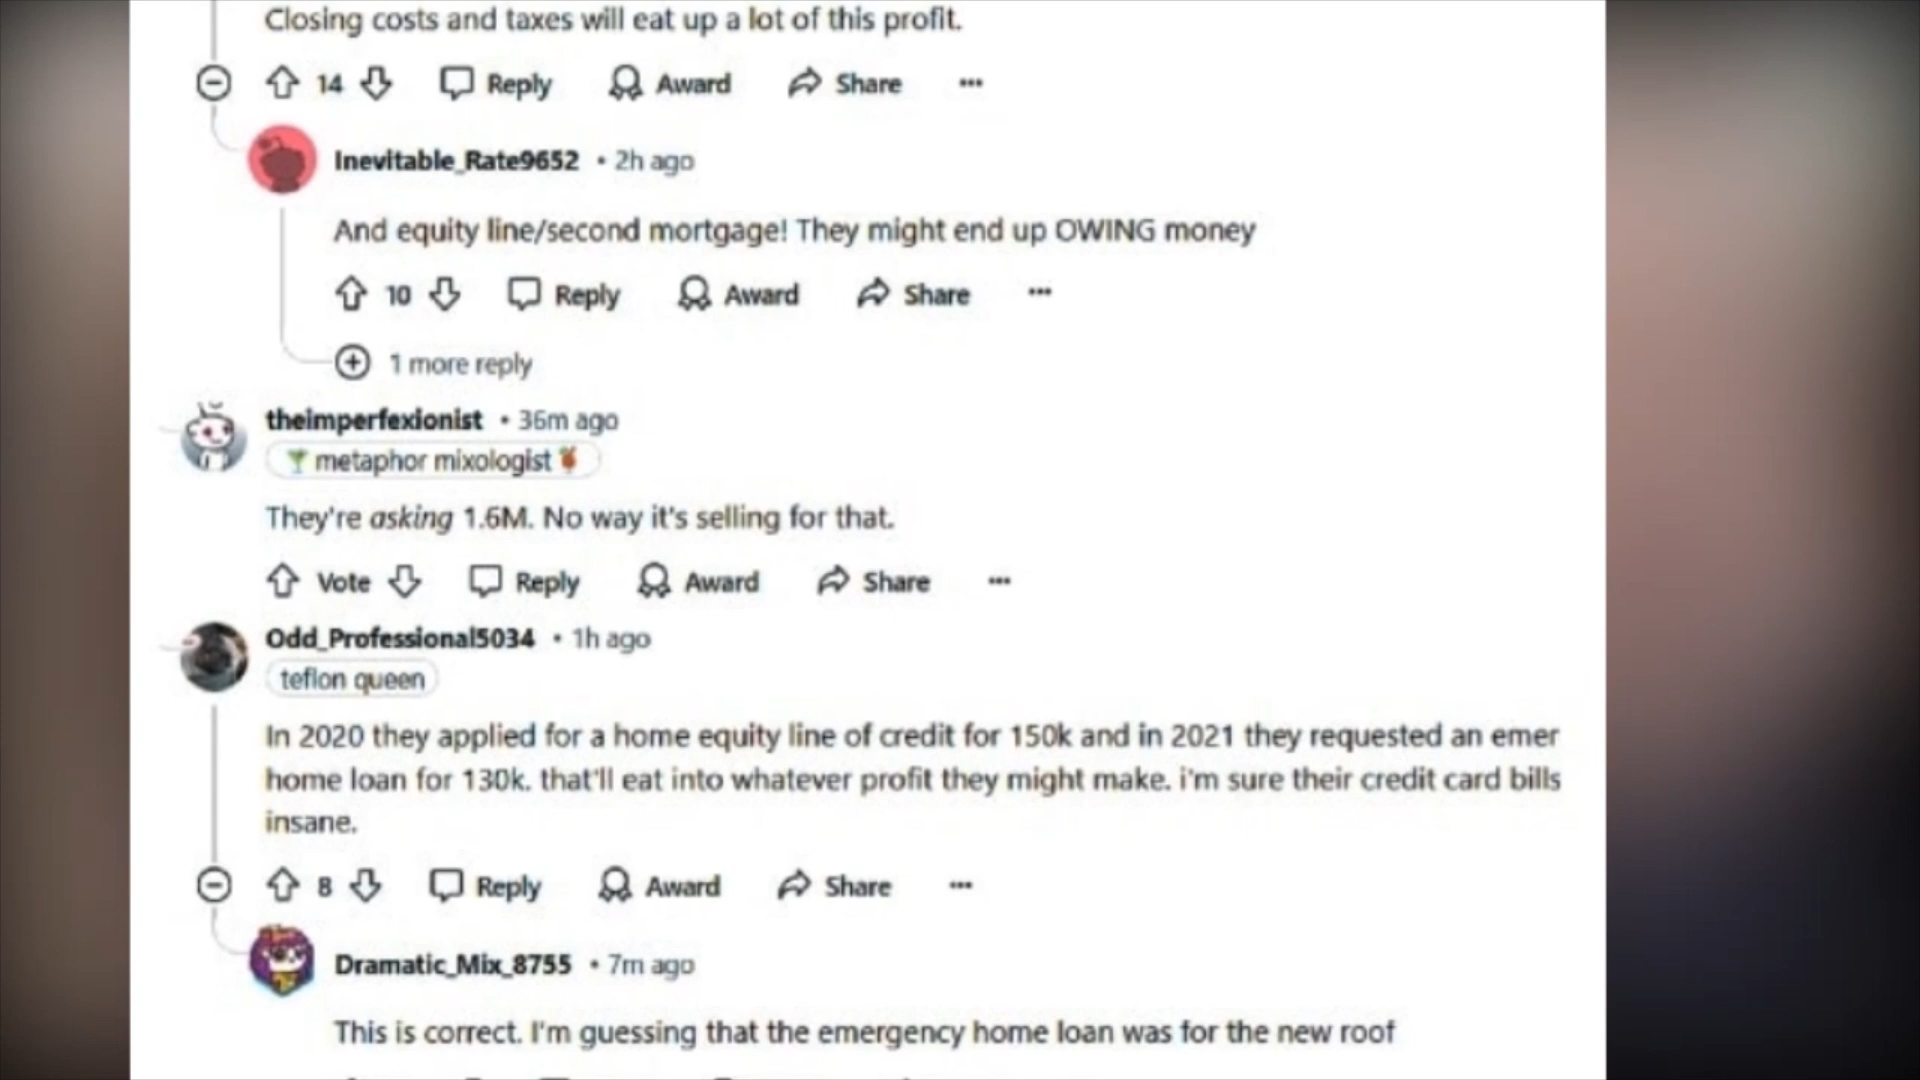 Closing costs and taxes will eat up a lot of this profit.
14 Reply Award Share ...
Inevitable_Rate9652 • 2h ago
And equity line/second mortgage! They might end up OWING money
10 Reply Award Share ...
1 more reply
theimperfexionist • 36m ago
metaphor mixologist
They're asking 1.6M. No way it's selling for that.
Vote Reply Award Share ...
Odd_Professional5034 • 1h ago
teflon queen
In 2020 they applied for a home equity line of credit for 150k and in 2021 they requested an emer
home loan for 130k. that'll eat into whatever profit they might make. i'm sure their credit card bills
insane.
8 Reply Award Share ...
Dramatic_Mix_8755 • 7m ago
This is correct. I'm guessing that the emergency home loan was for the new roof